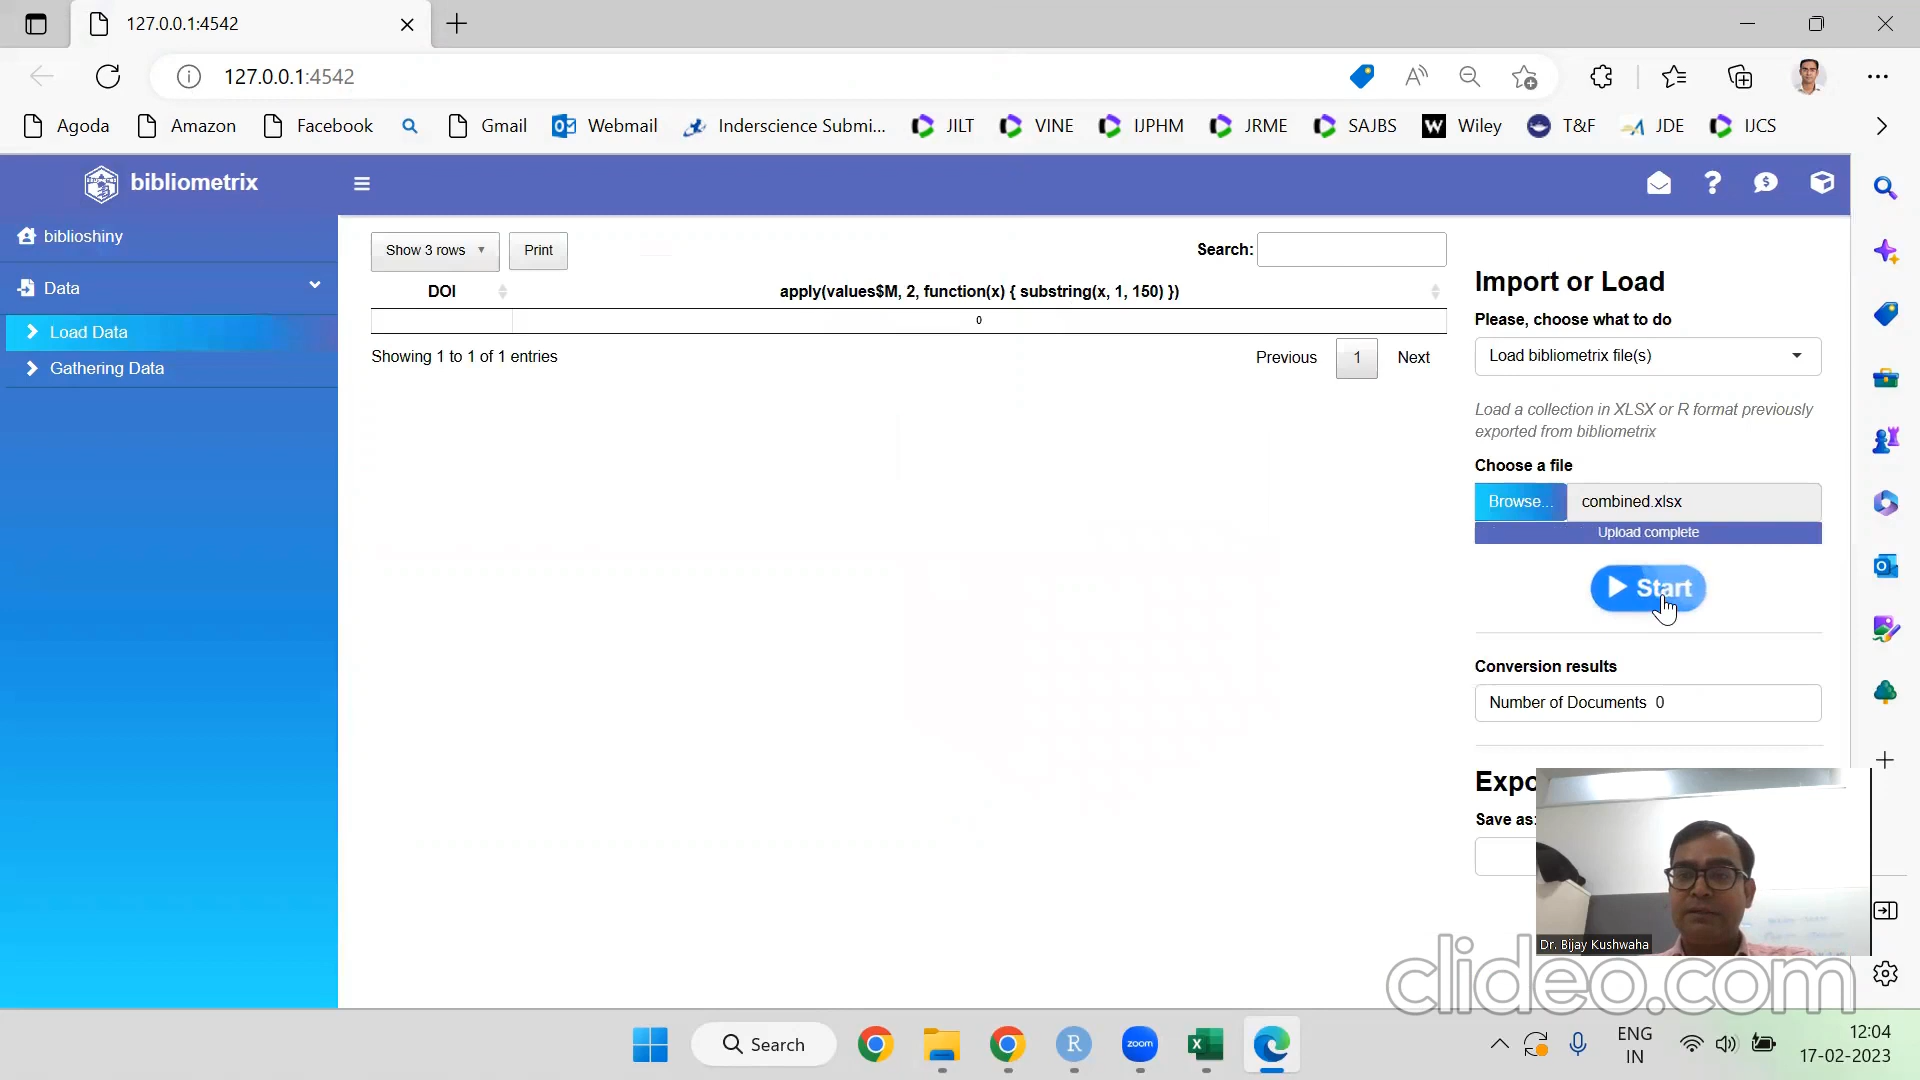 127.0.0.1:4542
127.0.0.1:4542
Agoda Amazon Facebook Gmail Webmail Inderscience Submi... JILT VINE IJPHM JRME SAJBS Wiley T&F JDE IJCS
bibliometrix
biblioshiny
Data
Load Data
Gathering Data
Show 3 rows Print Search:
DOI apply(values$M, 2, function(x) { substring(x, 1, 150) })
0
Showing 1 to 1 of 1 entries Previous 1 Next
Import or Load
Please, choose what to do
Load bibliometrix file(s)
Load a collection in XLSX or R format previously
exported from bibliometrix
Choose a file
Browse... combined.xlsx
Upload complete
Start
Conversion results
Number of Documents 0
Expo
Save as:
Dr. Bijay Kushwaha
clideo.com
Search
zoom
ENG
IN
12:04
17-02-2023